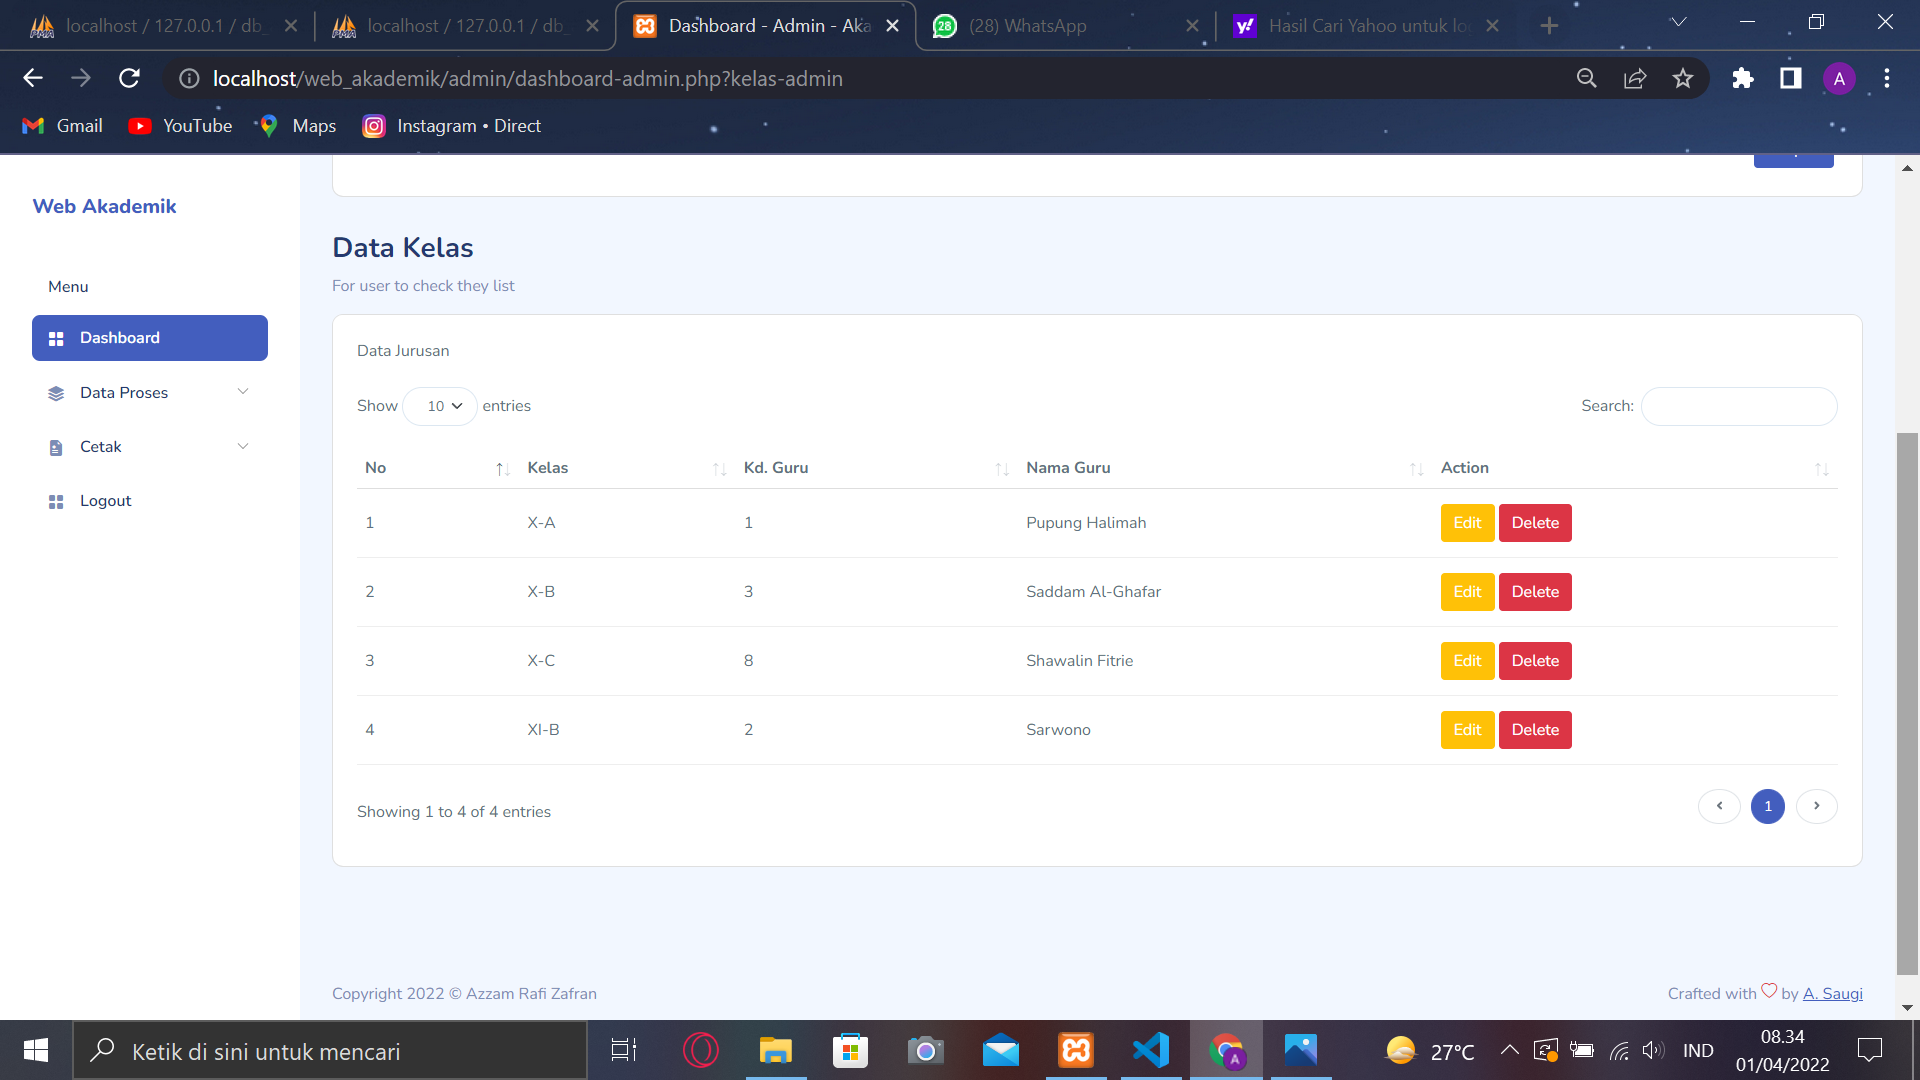 localhost / 127.0.0.1 / db_
localhost / 127.0.0.1 / db_
Dashboard - Admin - Aka
28
(28) WhatsApp
Hasil Cari Yahoo untuk lo
localhost/web_akademik/admin/dashboard-admin.php?kelas-admin
A
Gmail
YouTube
Maps
Instagram • Direct
Web Akademik
Menu
Dashboard
Data Proses
Cetak
Logout
Data Kelas
For user to check they list
Data Jurusan
Show 10 entries
Search:
No Kelas Kd. Guru Nama Guru Action
1 X-A 1 Pupung Halimah Edit Delete
2 X-B 3 Saddam Al-Ghafar Edit Delete
3 X-C 8 Shawalin Fitrie Edit Delete
4 XI-B 2 Sarwono Edit Delete
Showing 1 to 4 of 4 entries
1
Copyright 2022 © Azzam Rafi Zafran
Crafted with by A. Saugi
Ketik di sini untuk mencari
A
27°C
IND
08.34
01/04/2022